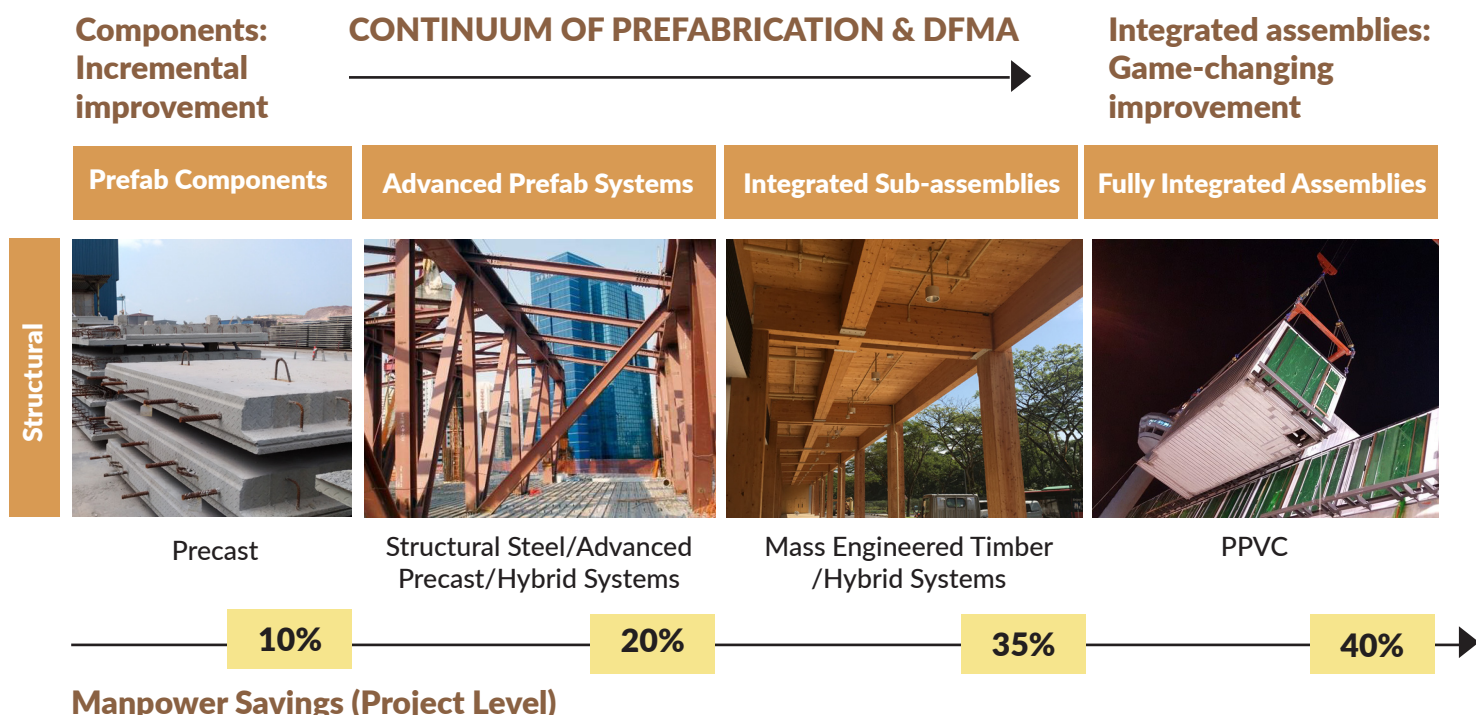 Components:
Incremental
improvement
CONTINUUM OF PREFABRICATION & DFMA
Integrated assemblies:
Game-changing
improvement
Prefab Components
Advanced Prefab Systems
Integrated Sub-assemblies
Fully Integrated Assemblies
Structural
Precast
Structural Steel/Advanced
Precast/Hybrid Systems
Mass Engineered Timber
/Hybrid Systems
PPVC
10%
20%
35%
40%
Manpower Savings (Project Level)